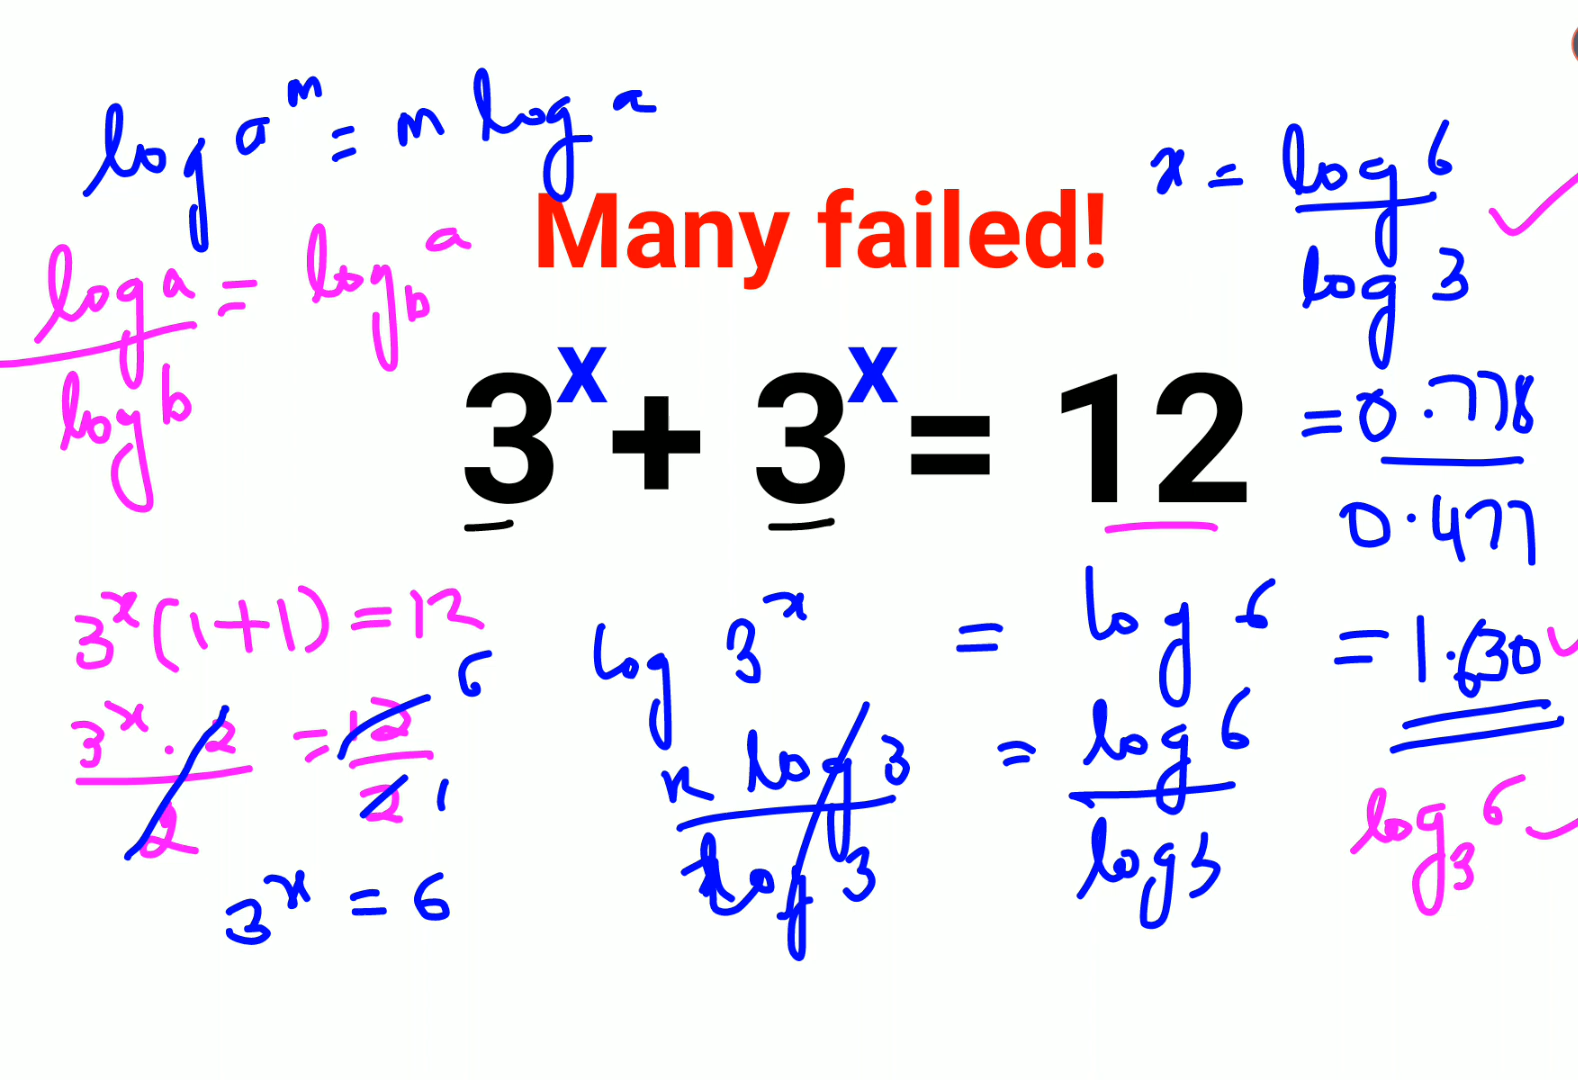 log a^m = m log a
log a / log b = log_b a
Many failed!
3^x + 3^x = 12
3^x (1+1) = 12
3^x . 2 / 2 = 12 / 2 6 1
3^x = 6
log 3^x = log 6
x log 3 / log 3 = log 6 / log 3
x = log 6 / log 3
= 0.778 / 0.477
= 1.630
log_3 6